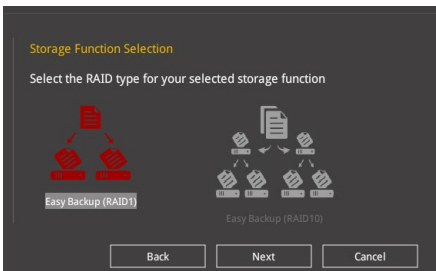 Storage Function Selection
Select the RAID type for your selected storage function
Easy Backup (RAID1)
Easy Backup (RAID10)
Back
Next
Cancel